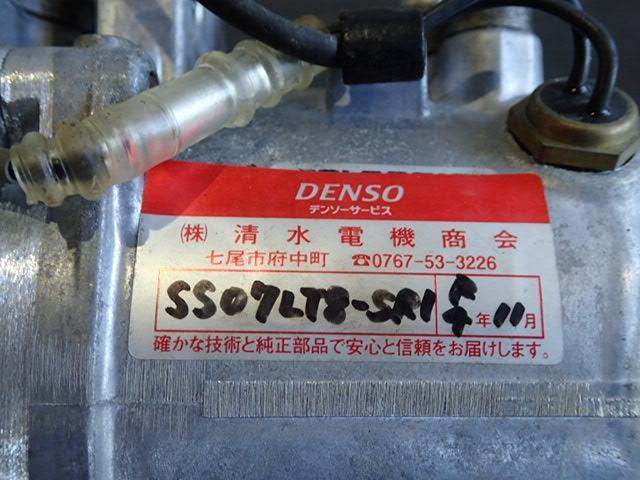 DENSO
デンソーサービス
(株) 清水電機商会
七尾市府中町 ☎0767-53-3226
SS07LT8-SR1 年 11月
確かな技術と純正部品で安心と信頼をお届けします。